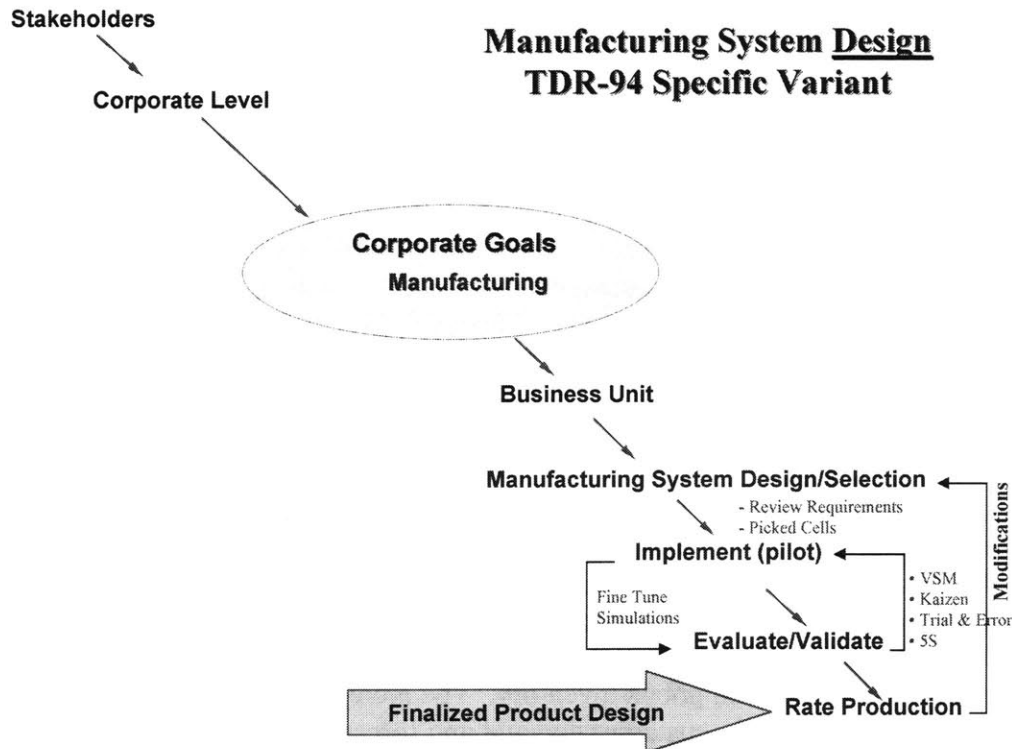 Stakeholders
Manufacturing System Design
TDR-94 Specific Variant
Corporate Level
Corporate Goals
Manufacturing
Business Unit
Manufacturing System Design/Selection
- Review Requirements
- Picked Cells
Implement (pilot)
Modifications
Fine Tune
Simulations
• VSM
• Kaizen
• Trial & Error
• 5S
Evaluate/Validate
Rate Production
Finalized Product Design